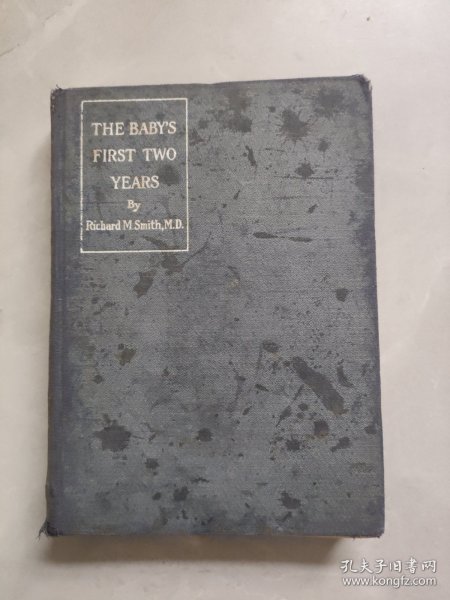 THE BABY'S
FIRST TWO
YEARS
By
Richard M. Smith, M.D.
孔夫子旧书网
www.kongfz.com